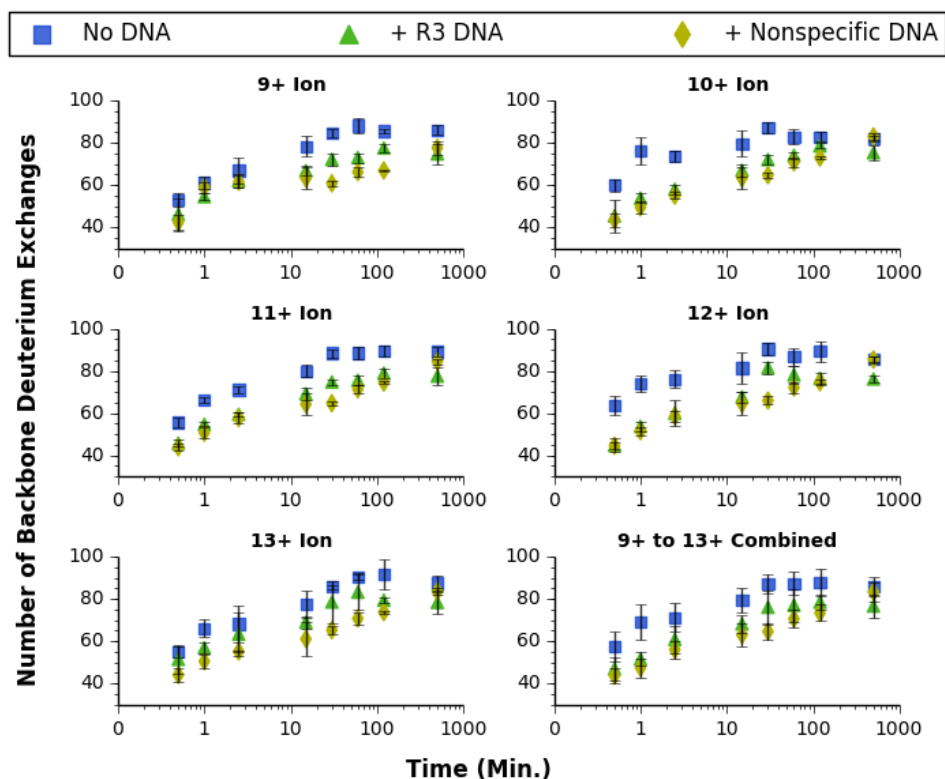 No DNA + R3 DNA + Nonspecific DNA
Number of Backbone Deuterium Exchanges
9+ Ion
100
80
60
40
0 1 10 100 1000
10+ Ion
100
80
60
40
0 1 10 100 1000
11+ Ion
100
80
60
40
0 1 10 100 1000
12+ Ion
100
80
60
40
0 1 10 100 1000
13+ Ion
100
80
60
40
0 1 10 100 1000
9+ to 13+ Combined
100
80
60
40
0 1 10 100 1000
Time (Min.)